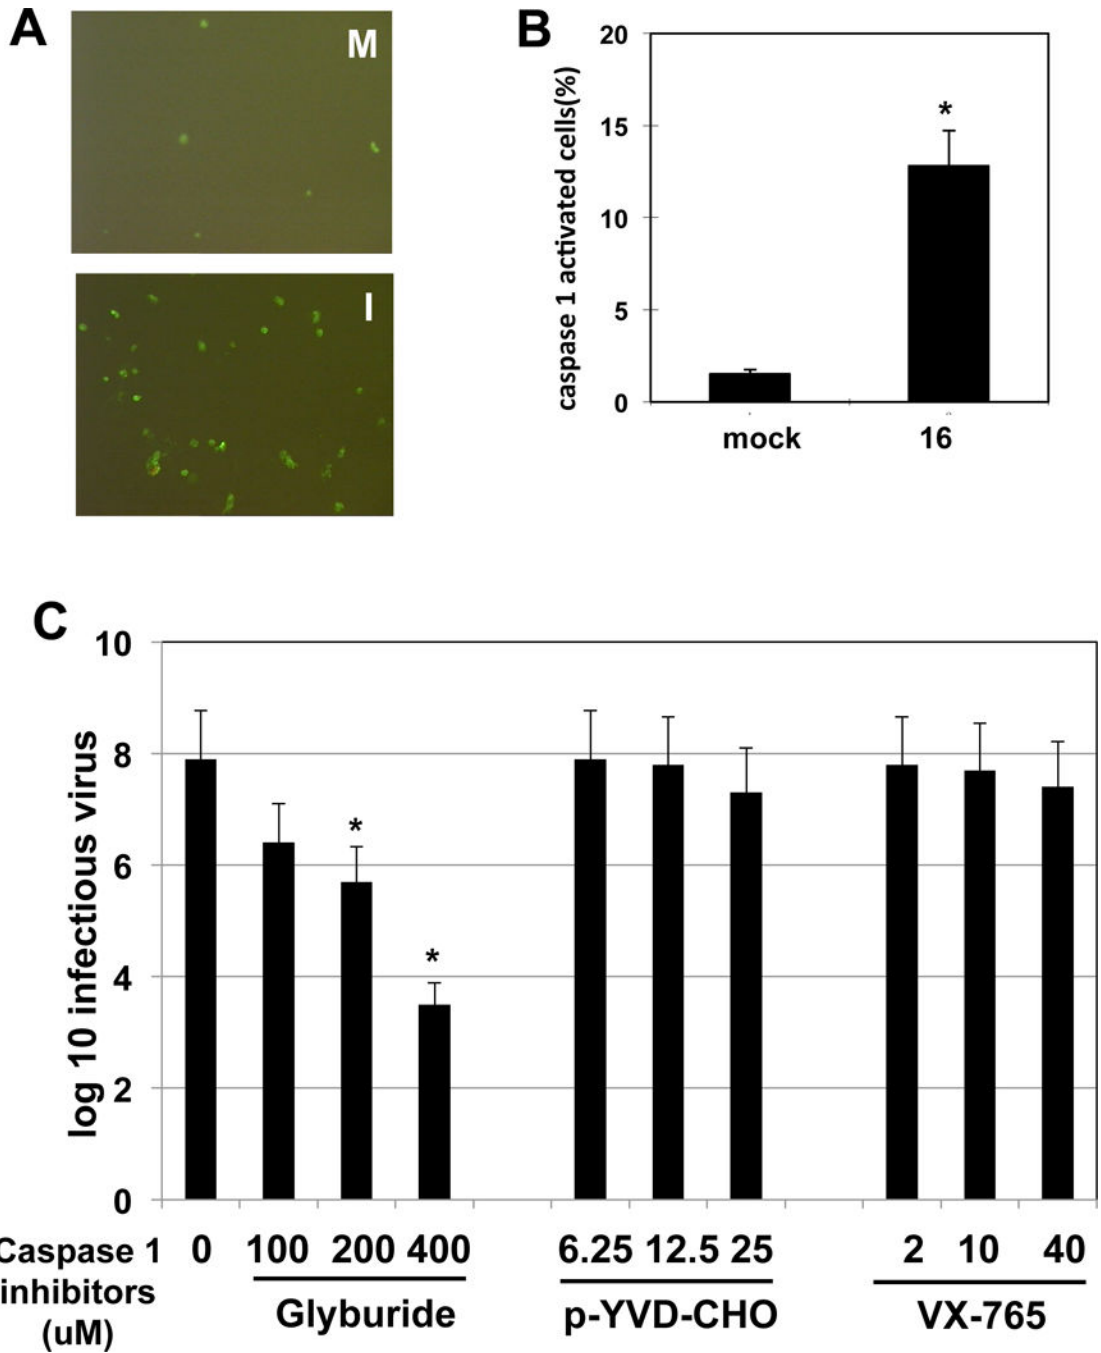 A
M
I
B
caspase 1 activated cells(%)
20
15
10
5
0
*
mock
16
C
log 10 infectious virus
10
8
6
4
2
0
*
*
Caspase 1 0 100 200 400 6.25 12.5 25 2 10 40
inhibitors
(uM)
Glyburide p-YVD-CHO VX-765